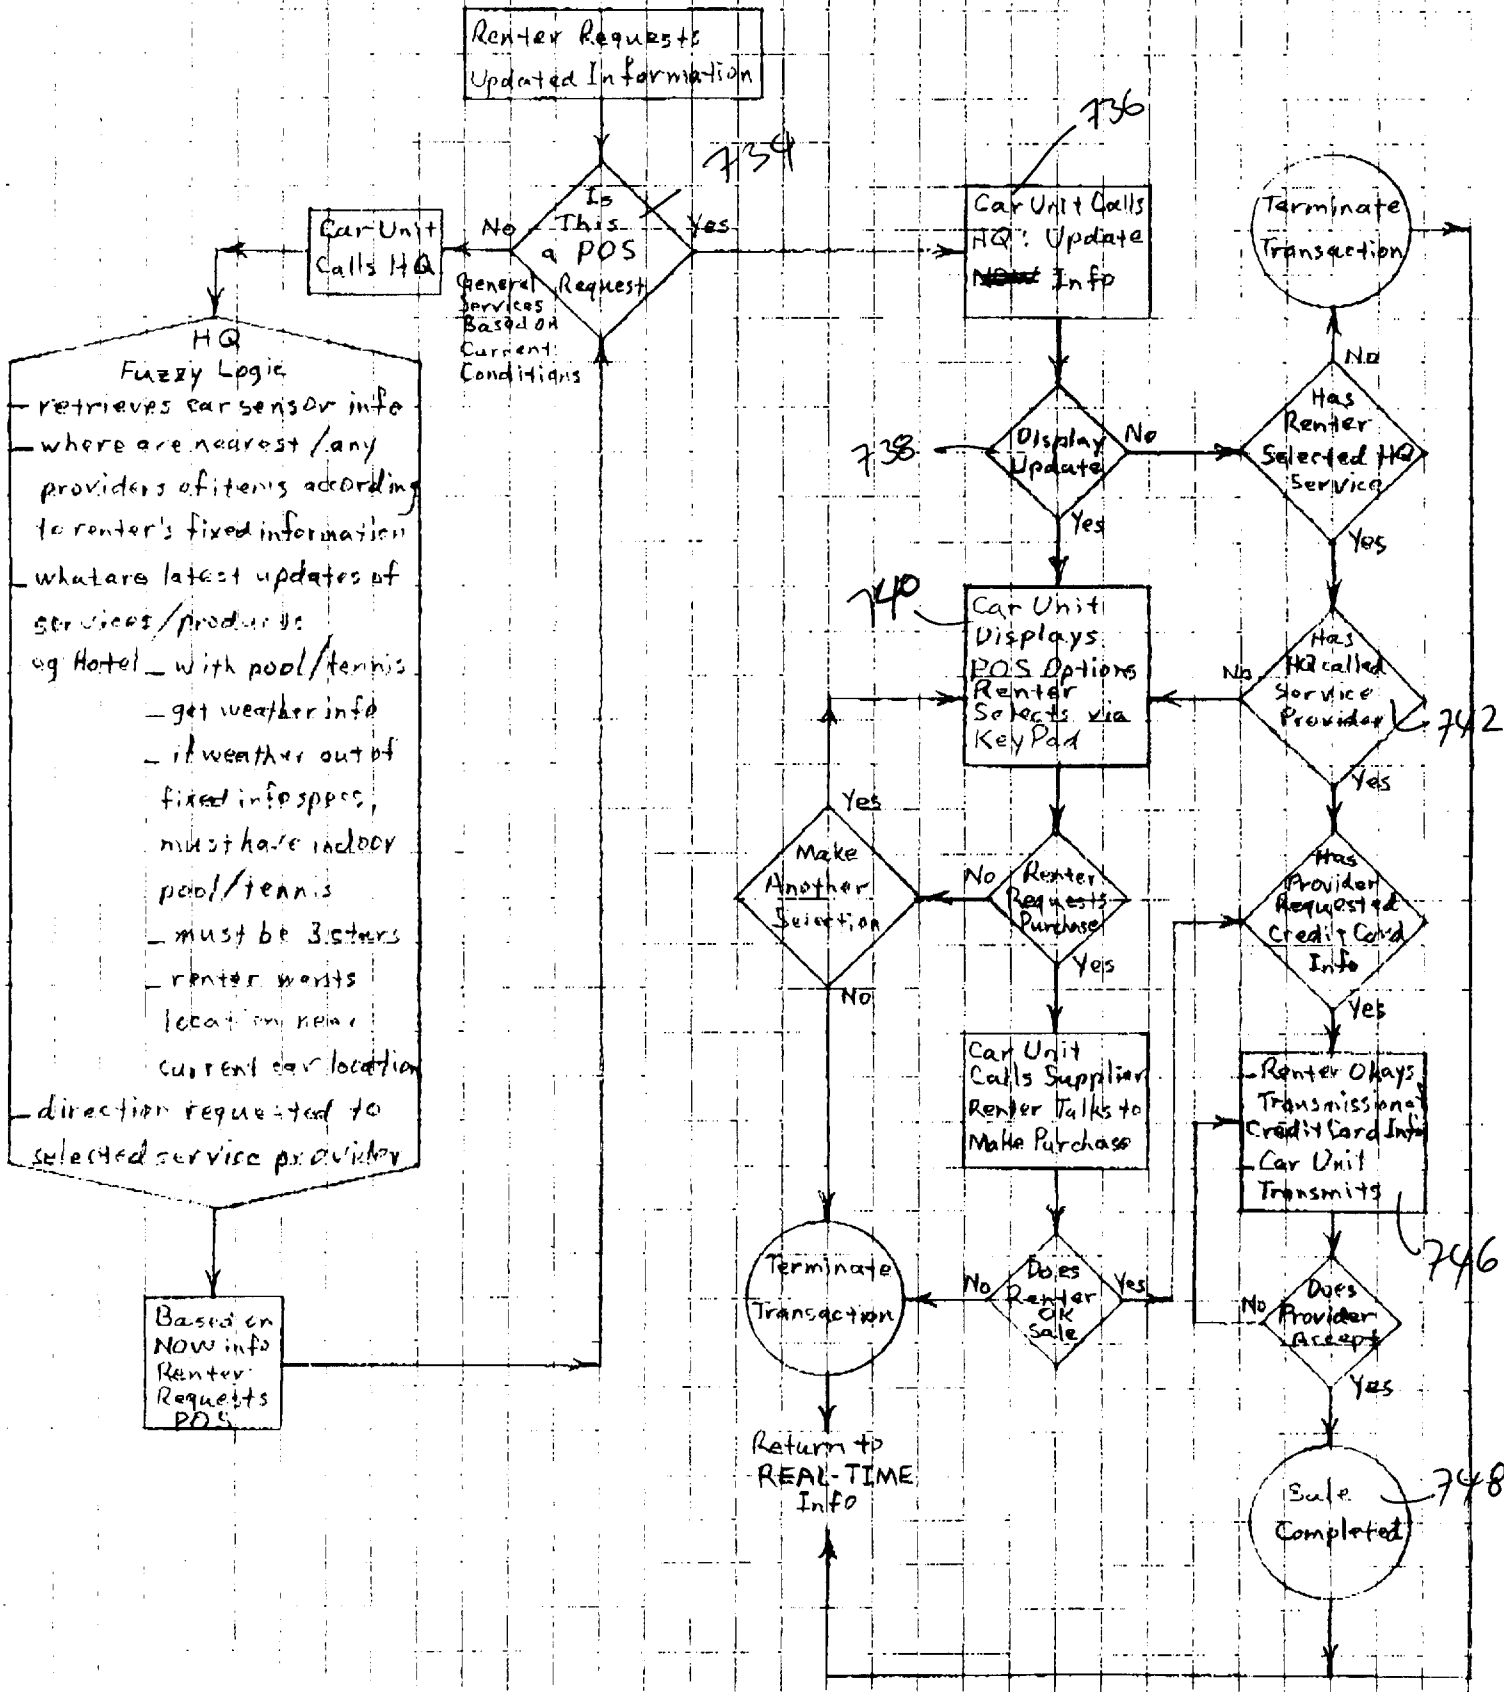 Renter Requests
Updated Information
734
Is
This
a POS
Request
No
Yes
General
Services
Based on
Current
Conditions
Car Unit
Calls HQ
HQ
Fuzzy Logic
- retrieves car sensor info
- where are nearest/any
providers of items according
to renter's fixed information
- what are latest updates of
services/products
eg Hotel - with pool/tennis
- get weather info
- if weather out of
fixed info specs,
must have indoor
pool/tennis
- must be 3 stars
- renter wants
location near
current car location
- direction requested to
selected service provider
Based on
NOW info
Renter
Requests
POS
736
Car Unit Calls
HQ: Update
Info
738
Display
Update
No
Yes
740
Car Unit
Displays
POS Options
Renter
Selects via
KeyPad
Renter
Requests
Purchase
No
Yes
Make
Another
Selection
Yes
No
Car Unit
Calls Supplier
Renter Talks to
Make Purchase
Does
Renter
OK
Sale
No
Yes
Terminate
Transaction
Return to
REAL-TIME
Info
Terminate
Transaction
No
Has
Renter
Selected HQ
Service
Yes
Has
HQ called
Service
Provider
No
742
Yes
Has
Provider
Requested
Credit Card
Info
Yes
- Renter Okays
Transmission of
Credit Card Info
- Car Unit
Transmits
746
Does
Provider
Accept
No
Yes
Sale
Completed
748